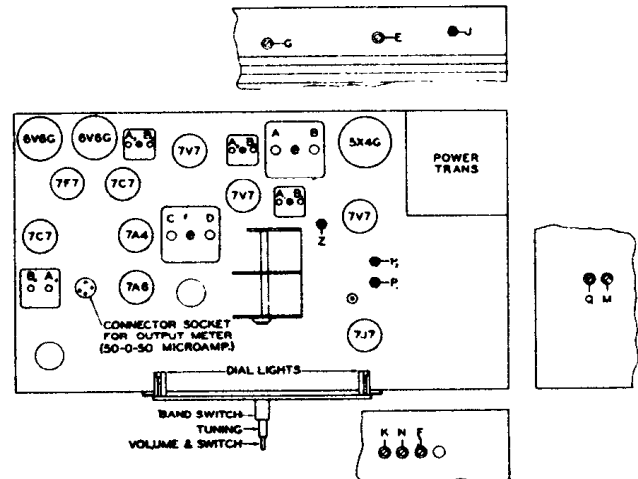 G E J
6V6G 6V6G A B 7V7 A B A B 5X4G
POWER
TRANS
7F7 7C7 7V7 A B 7V7
7C7 7A4 C F D Z
B A 7A6 P
CONNECTOR SOCKET
FOR OUTPUT METER
(50-0-50 MICROAMP.)
7J7
Q M
DIAL LIGHTS
BAND SWITCH
TUNING
VOLUME & SWITCH
K N F